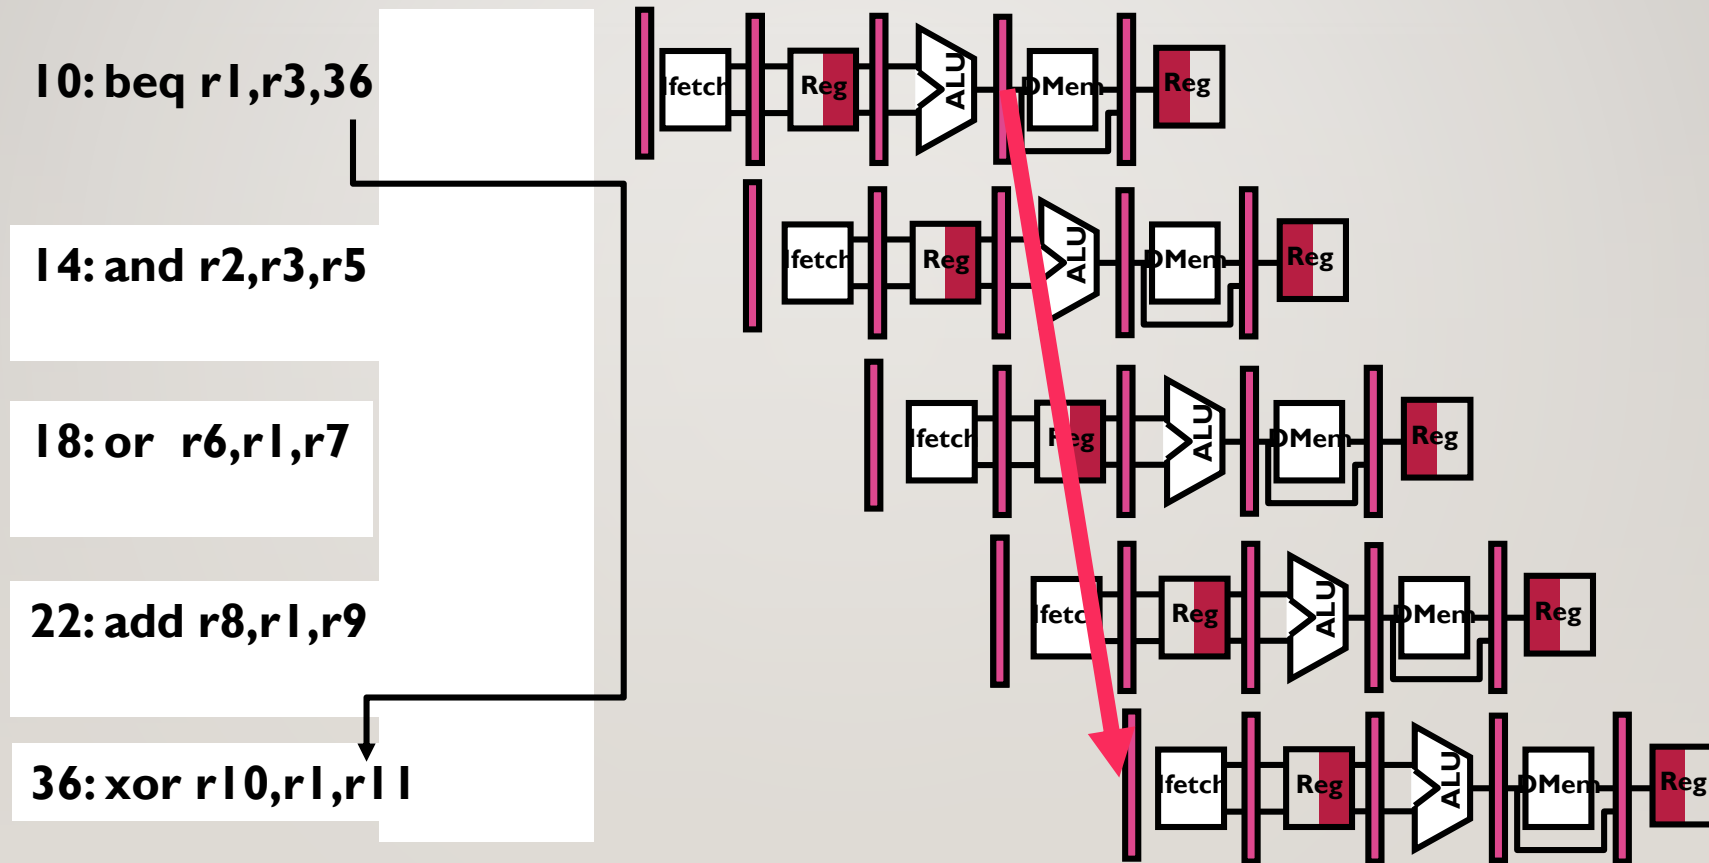 10: beq r1,r3,36
Ifetch Reg ALU DMem Reg
14: and r2,r3,r5
Ifetch Reg ALU DMem Reg
18: or r6,r1,r7
Ifetch Reg ALU DMem Reg
22: add r8,r1,r9
Ifetch Reg ALU DMem Reg
36: xor r10,r1,r11
Ifetch Reg ALU DMem Reg